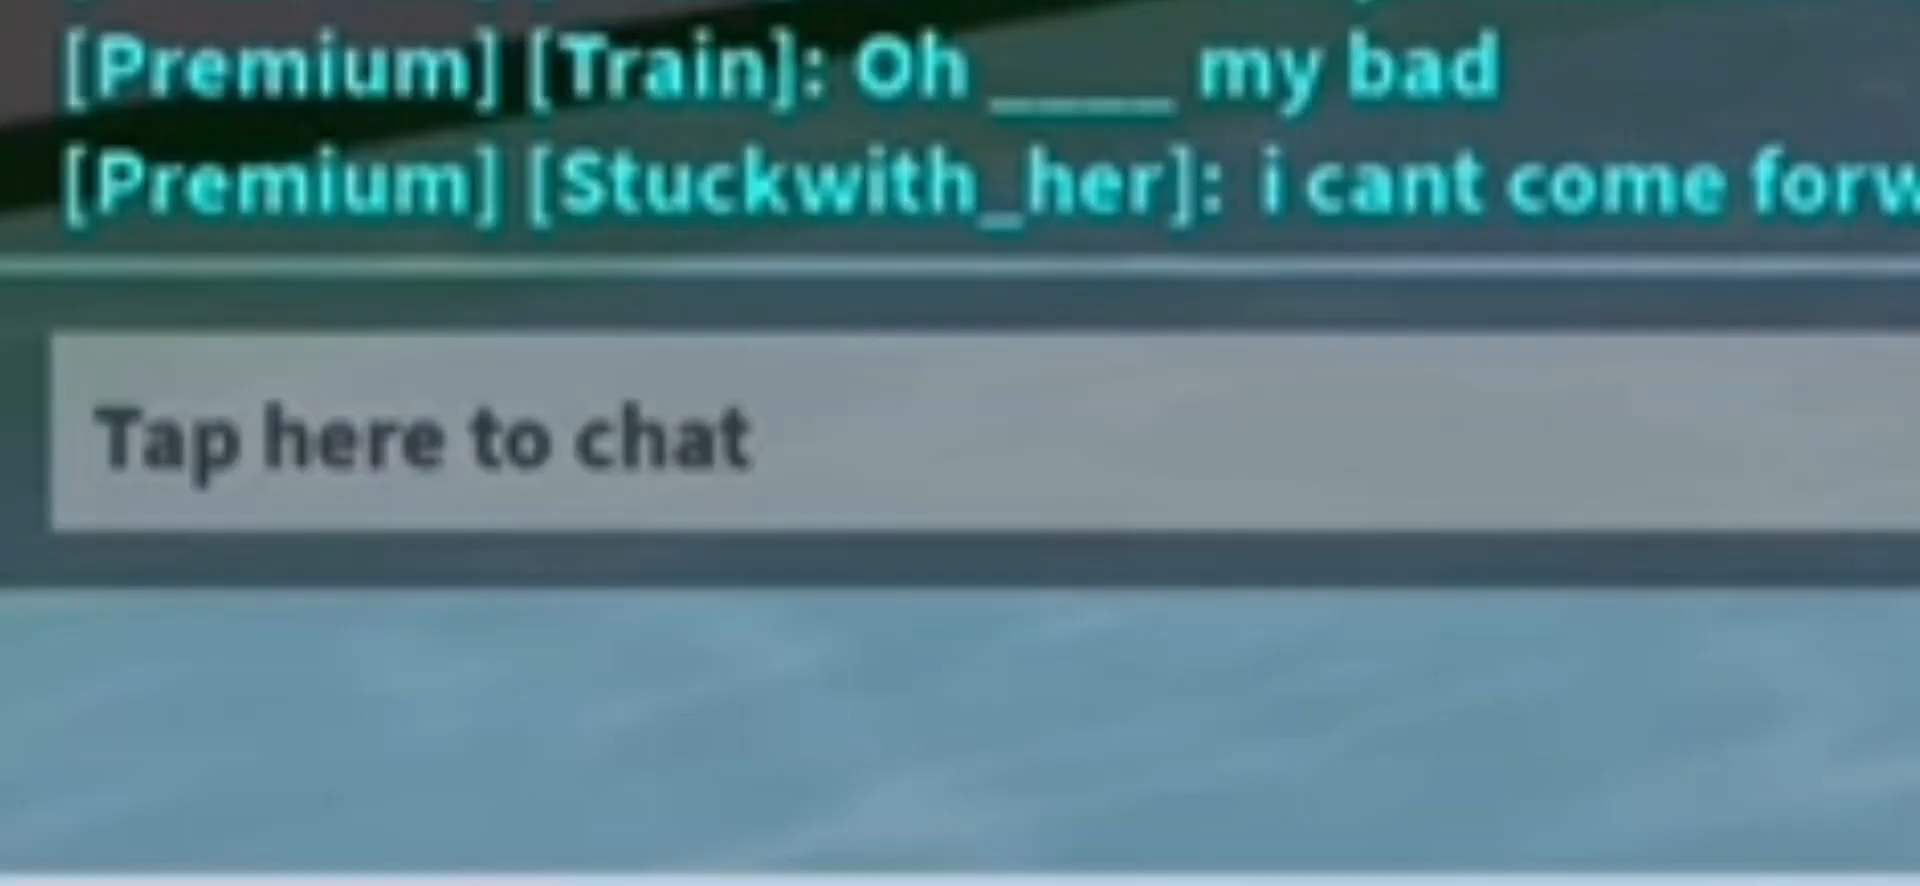 [Premium] [Train]: Oh ____ my bad
[Premium] [Stuckwith_her]: i cant come forw
Tap here to chat